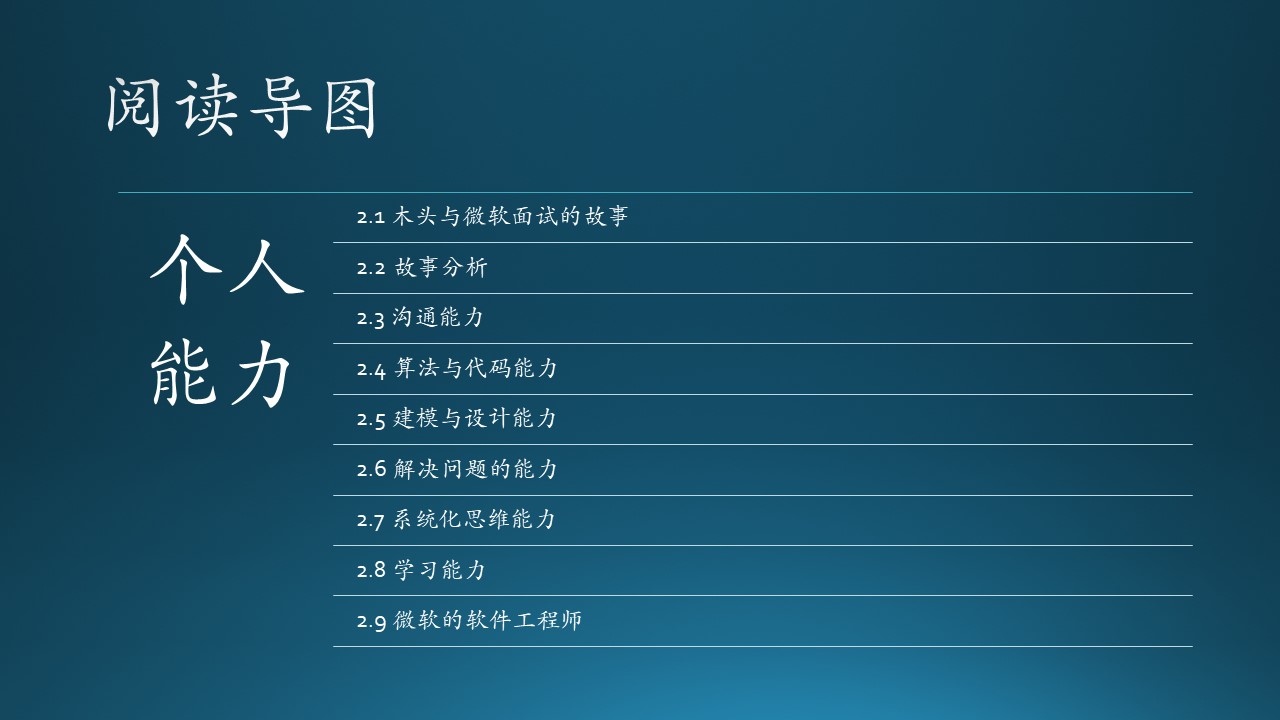 阅读导图
个人
能力
2.1 木头与微软面试的故事
2.2 故事分析
2.3 沟通能力
2.4 算法与代码能力
2.5 建模与设计能力
2.6 解决问题的能力
2.7 系统化思维能力
2.8 学习能力
2.9 微软的软件工程师